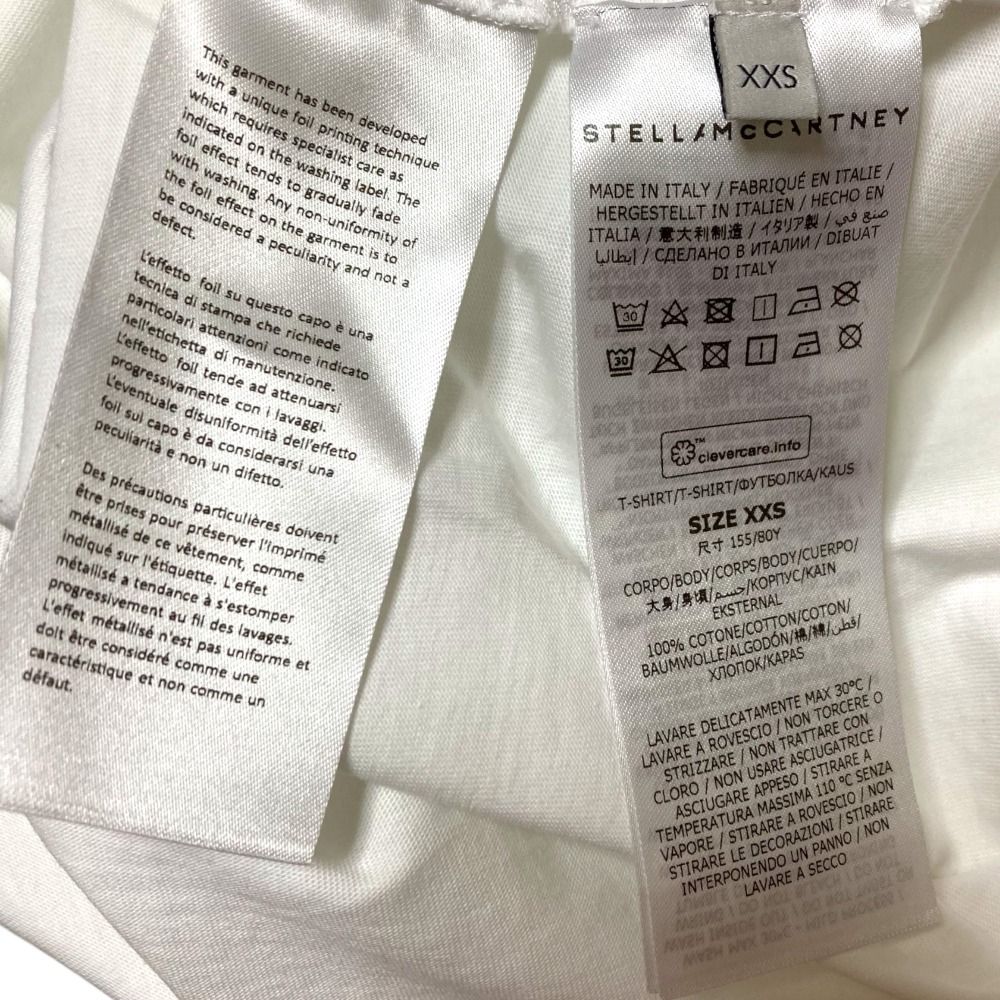 This garment has been developed
with a unique foil printing technique
which requires specialist care as
indicated on the washing label. The
foil effect tends to gradually fade
with washing. Any non-uniformity of
the foil effect on the garment is to
be considered a peculiarity and not a
defect.
L'effetto foil su questo capo è una
tecnica di stampa che richiede
particolari attenzioni come indicato
nell'etichetta di manutenzione.
L'effetto foil tende ad attenuarsi
progressivamente con i lavaggi.
L'eventuale disuniformità dell'effetto
foil sul capo è da considerarsi una
peculiarità e non un difetto.
Des précautions particulières doivent
être prises pour préserver l'imprimé
métallisé de ce vêtement, comme
indiqué sur l'étiquette. L'effet
métallisé a tendance à s'estomper
progressivement au fil des lavages.
L'effet métallisé n'est pas uniforme et
doit être considéré comme une
caractéristique et non comme un
défaut.
XXS
STELLA McCARTNEY
MADE IN ITALY / FABRIQUÉ EN ITALIE /
HERGESTELLT IN ITALIEN / HECHO EN
ITALIA / 意大利制造 / イタリア製 / صنع في
إيطاليا / СДЕЛАНО В ИТАЛИИ / DIBUAT
DI ITALY
30
30
clevercare.info™
T-SHIRT/T-SHIRT/ФУТБОЛКА/KAUS
SIZE XXS
尺寸 155/80Y
CORPO/BODY/CORPS/BODY/CUERPO/
大身/身頃/جسم/КОРПУС/KAIN
EKSTERNAL
100% COTONE/COTTON/COTON/
BAUMWOLLE/ALGODÓN/棉/綿/قطن/
ХЛОПОК/KAPAS
LAVARE DELICATAMENTE MAX 30°C /
LAVARE A ROVESCIO / NON TORCERE O
STRIZZARE / NON TRATTARE CON
CLORO / NON USARE ASCIUGATRICE /
ASCIUGARE APPESO / STIRARE A
TEMPERATURA MASSIMA 110 °C SENZA
VAPORE / STIRARE A ROVESCIO / NON
STIRARE LE DECORAZIONI / STIRARE
INTERPONENDO UN PANNO / NON
LAVARE A SECCO